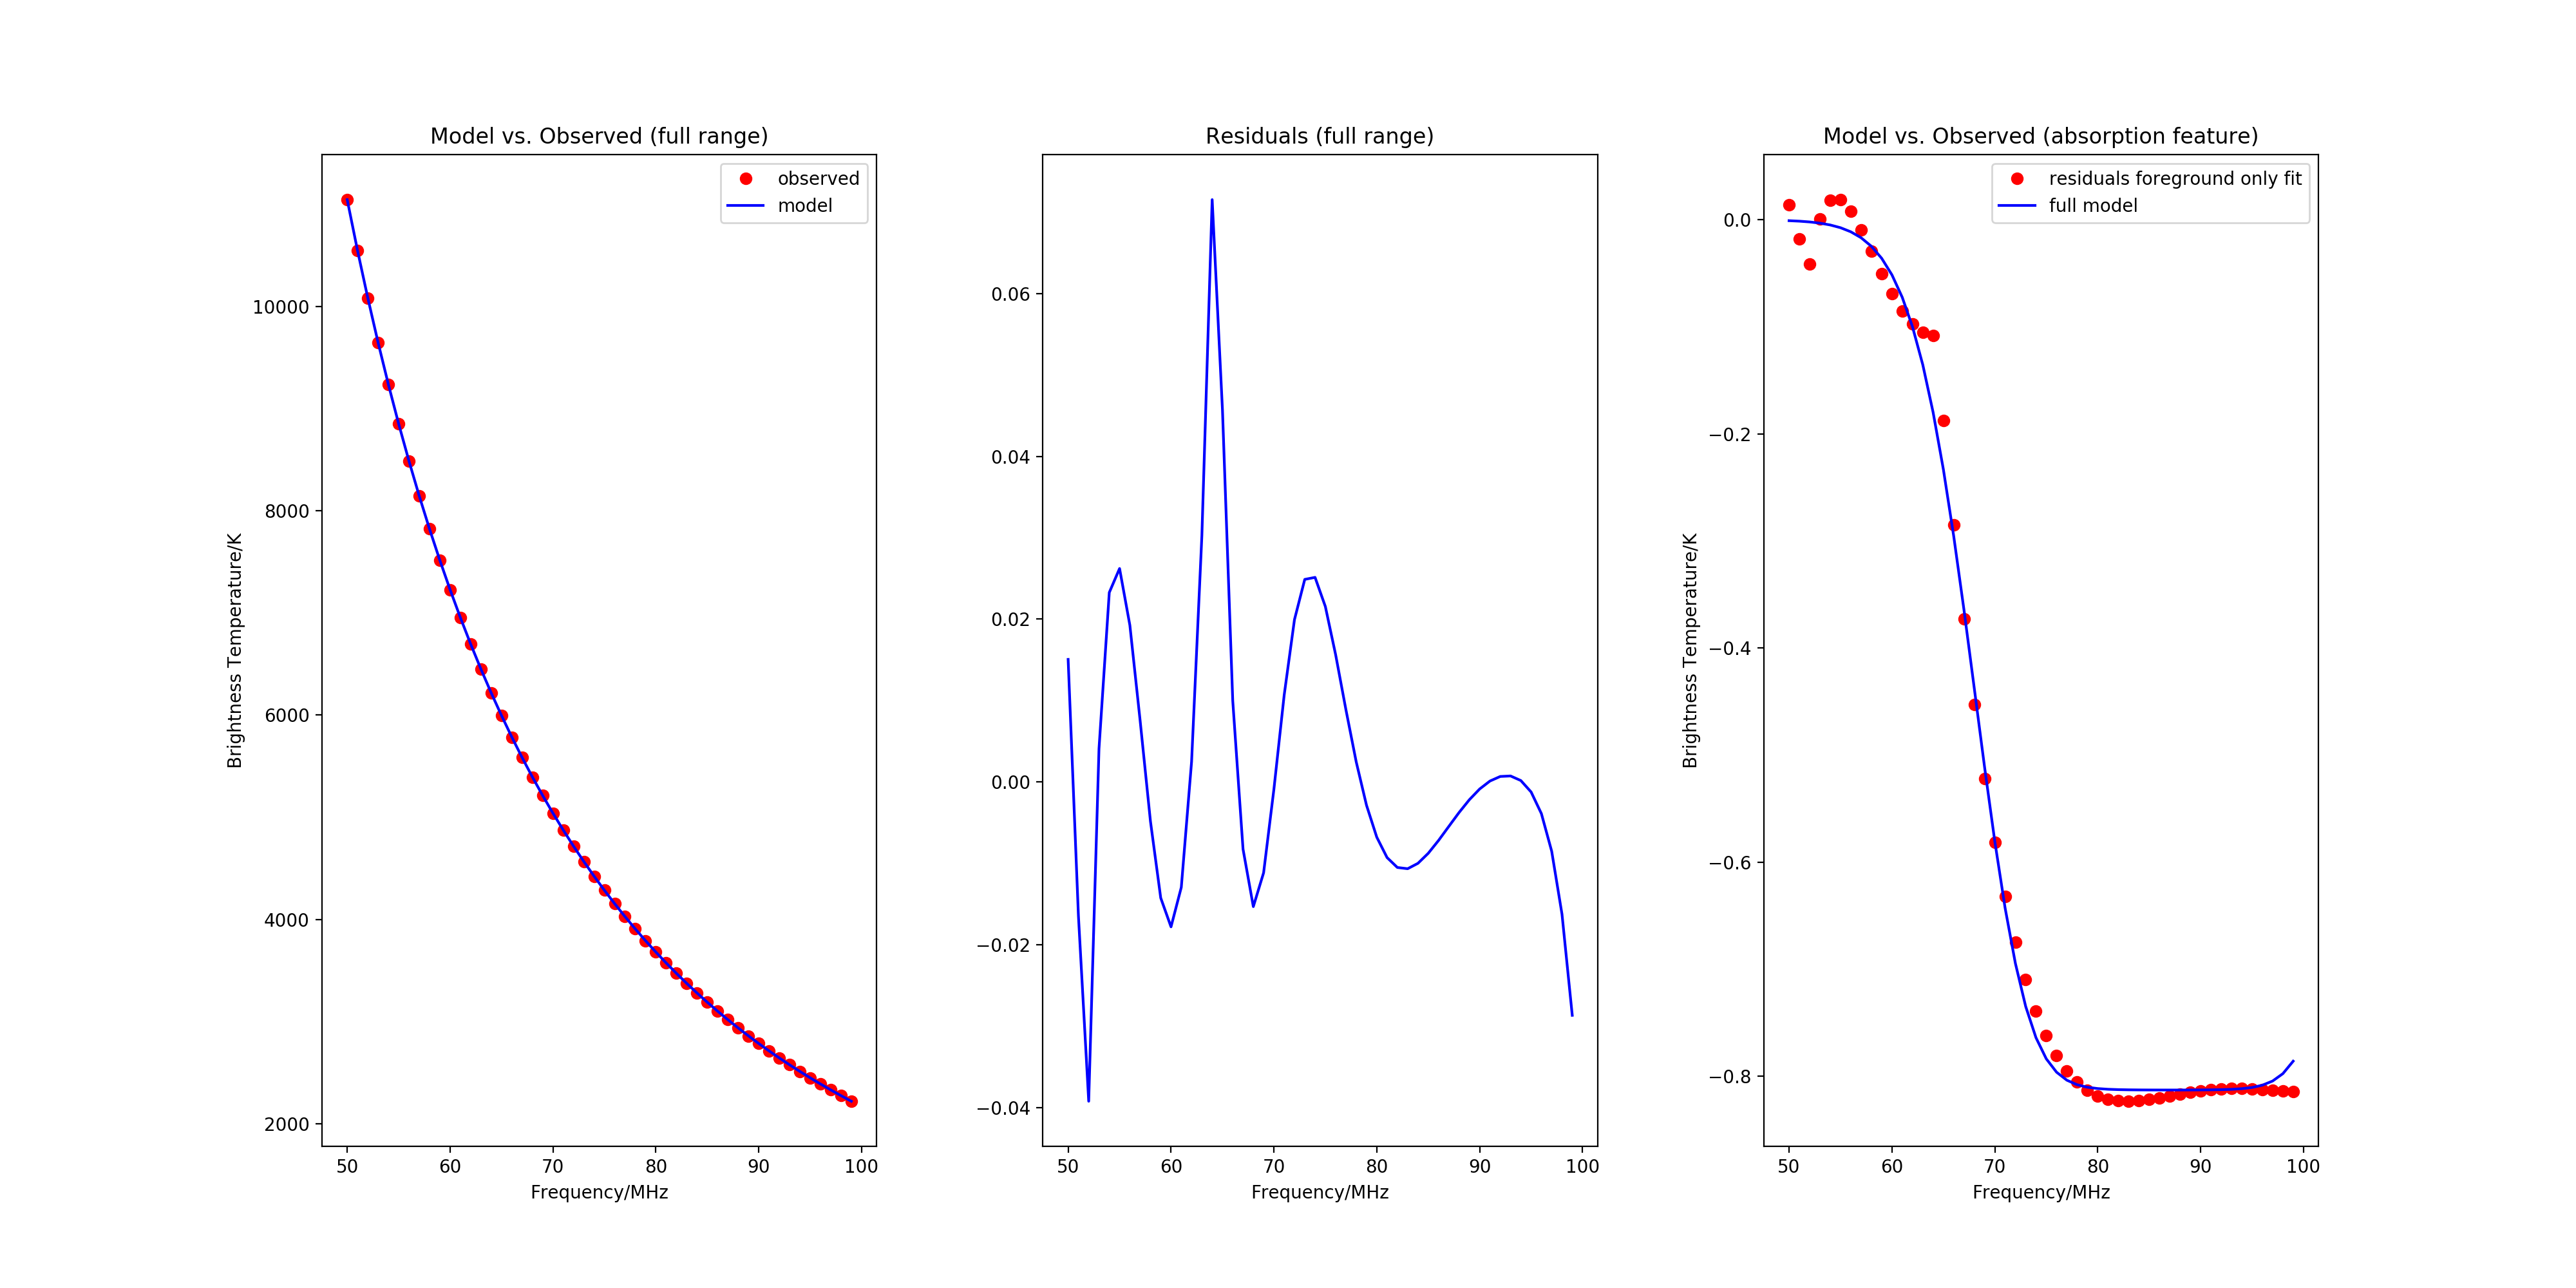 Model vs. Observed (full range)
observed
model
10000
8000
6000
4000
2000
Brightness Temperature/K
50 60 70 80 90 100
Frequency/MHz
Residuals (full range)
0.06
0.04
0.02
0.00
−0.02
−0.04
50 60 70 80 90 100
Frequency/MHz
Model vs. Observed (absorption feature)
residuals foreground only fit
full model
0.0
−0.2
−0.4
−0.6
−0.8
Brightness Temperature/K
50 60 70 80 90 100
Frequency/MHz